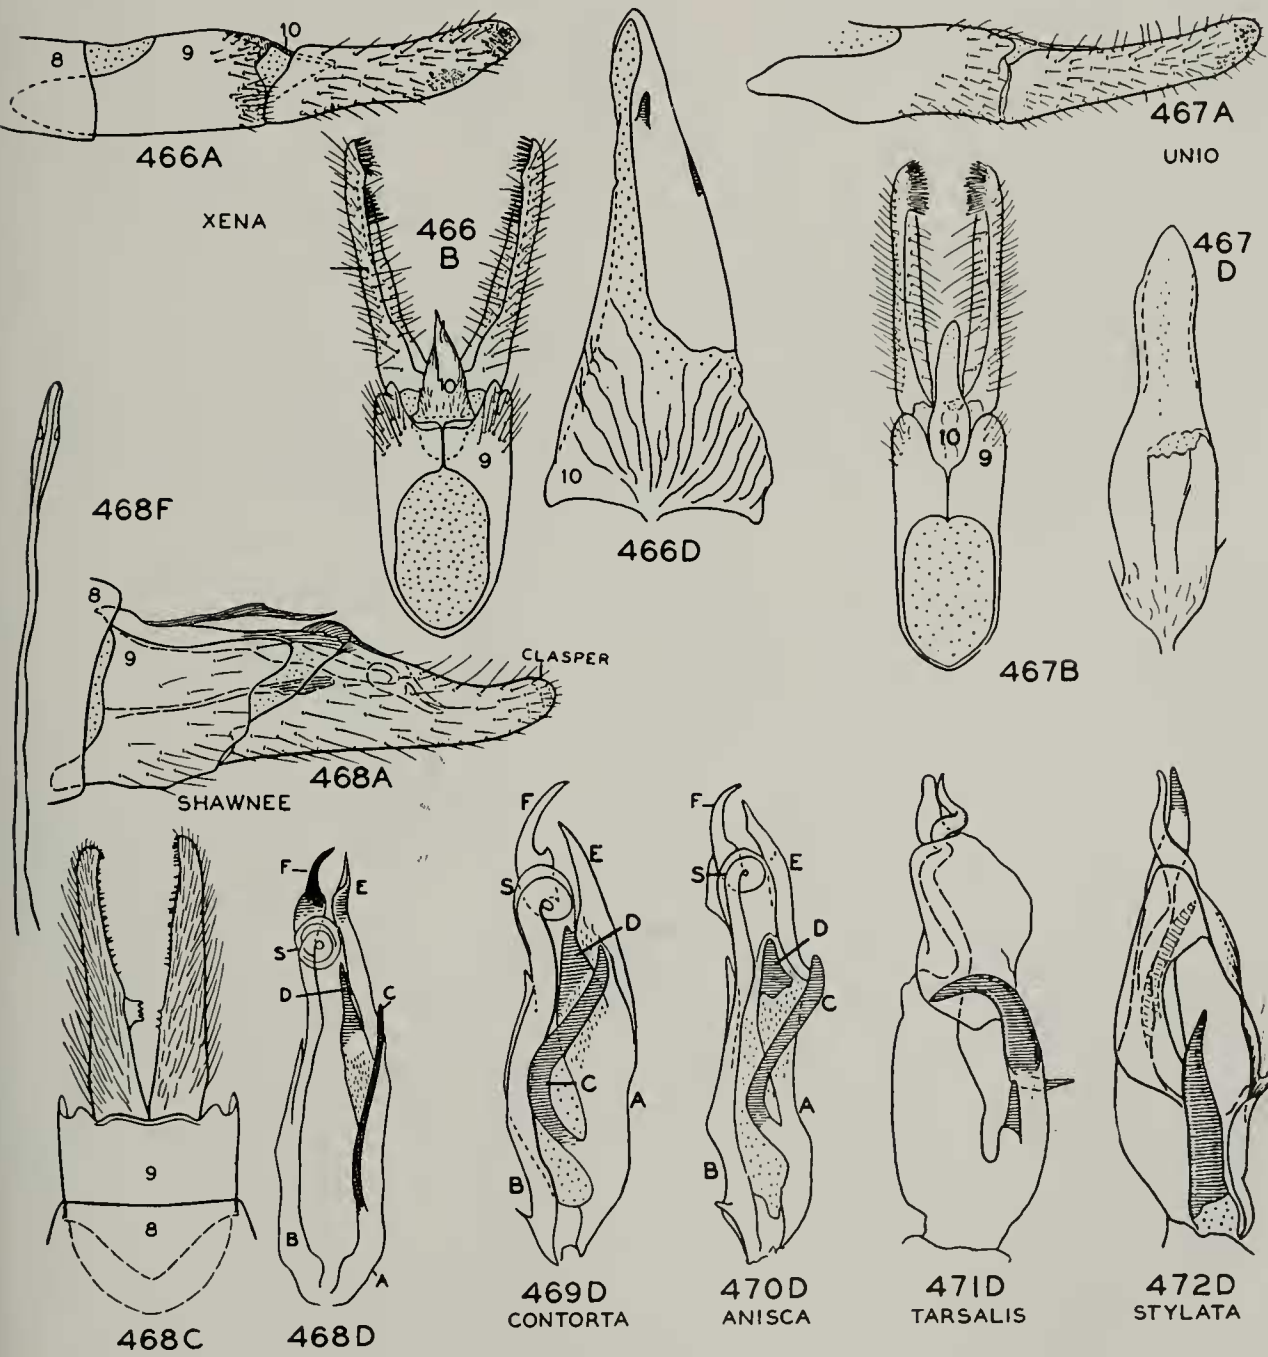 8
9
10
466A
XENA
466
B
10
9
10
466D
467A
UNIO
467
D
10
9
467B
468F
8
9
CLASPER
468A
SHAWNEE
9
8
468C
F
E
S
D
C
B
A
468D
F
E
S
D
C
A
B
469D
CONTORTA
F
E
S
D
C
A
B
470D
ANISCA
471D
TARSALIS
472D
STYLATA